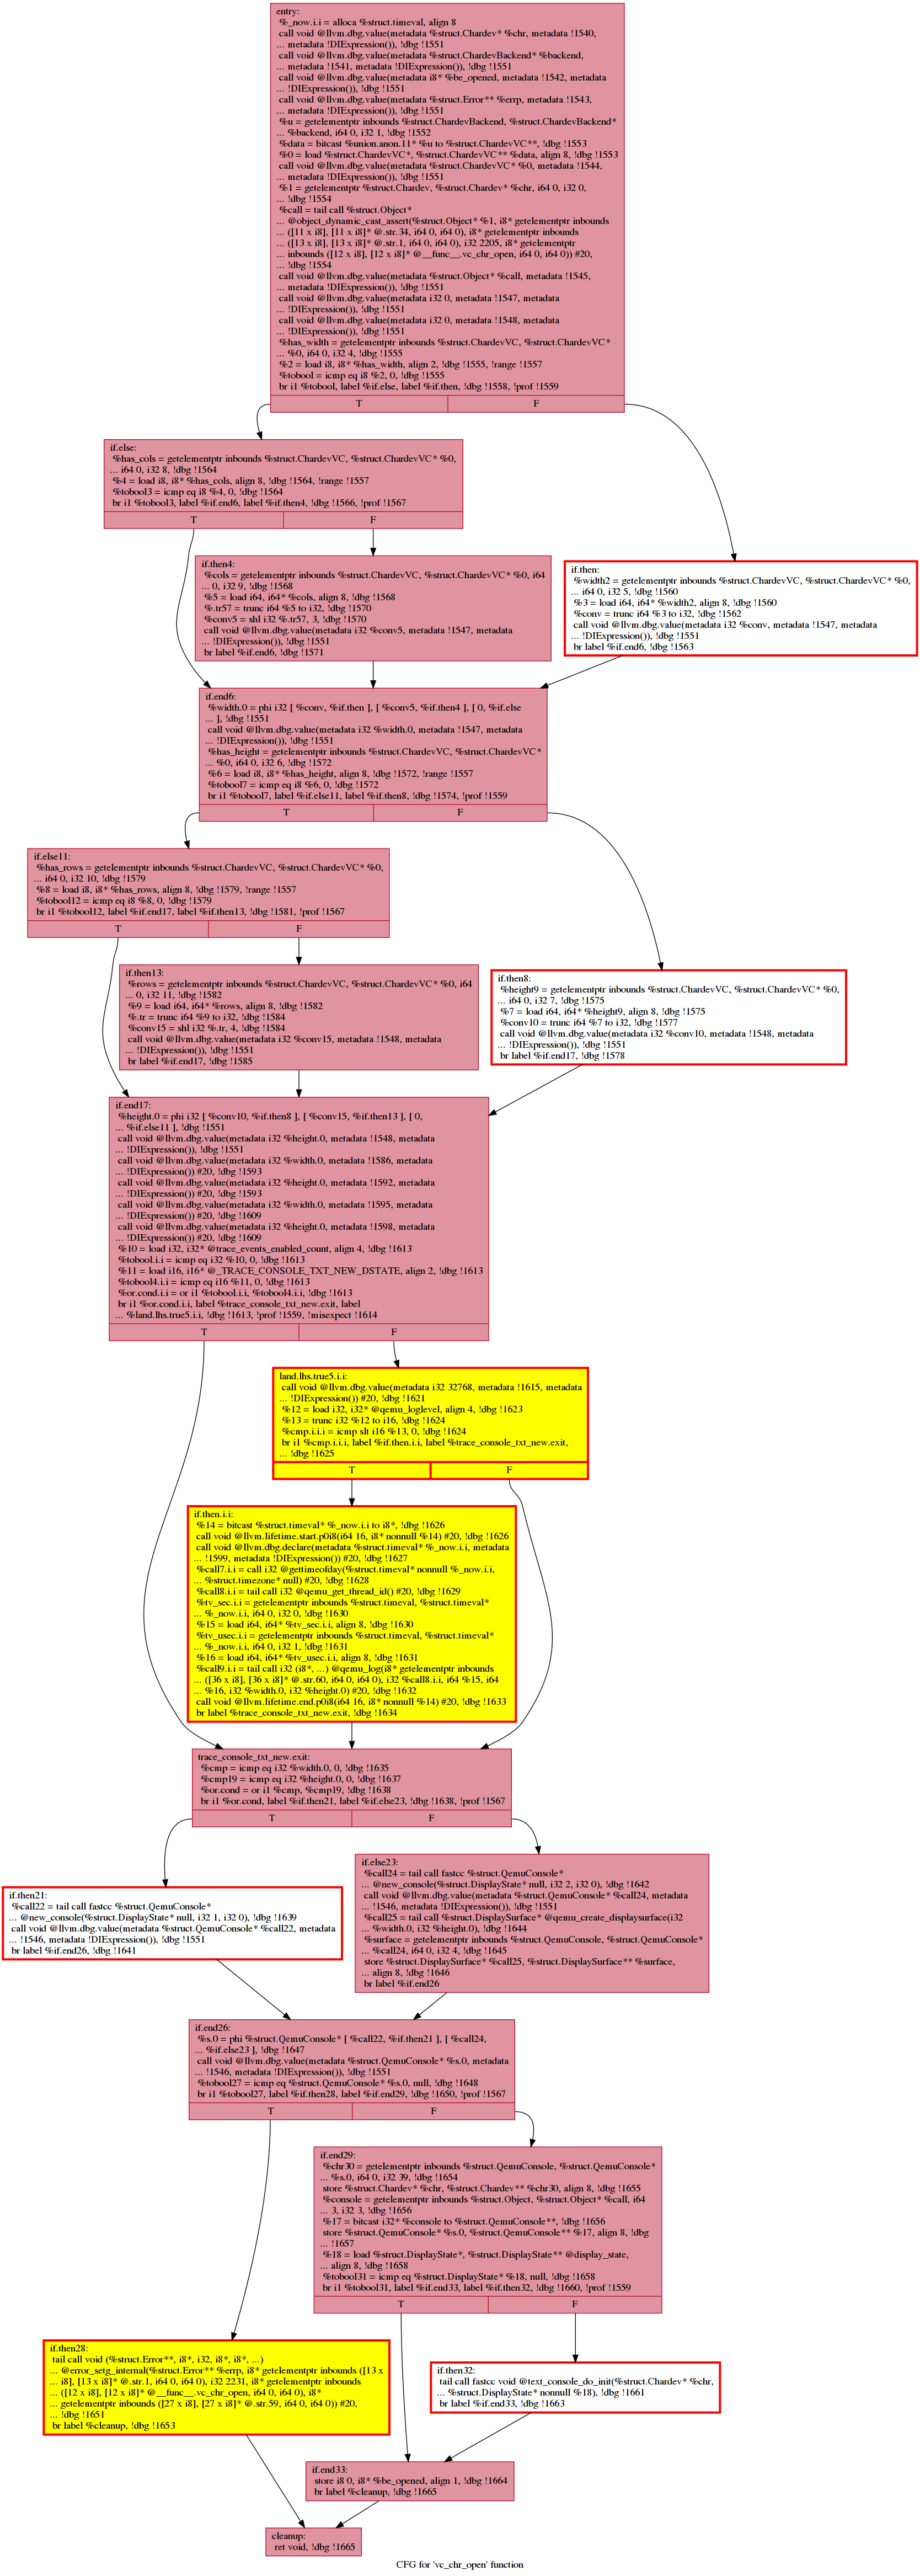 entry:
%_now.i.i = alloca %struct.timeval, align 8
call void @llvm.dbg.value(metadata %struct.Chardev* %chr, metadata !1540,
... metadata !DIExpression()), !dbg !1551
call void @llvm.dbg.value(metadata %struct.ChardevBackend* %backend,
... metadata !1541, metadata !DIExpression()), !dbg !1551
call void @llvm.dbg.value(metadata i8* %be_opened, metadata !1542, metadata
... !DIExpression()), !dbg !1551
call void @llvm.dbg.value(metadata %struct.Error** %errp, metadata !1543,
... metadata !DIExpression()), !dbg !1551
%u = getelementptr inbounds %struct.ChardevBackend, %struct.ChardevBackend*
... %backend, i64 0, i32 1, !dbg !1552
%data = bitcast %union.anon.11* %u to %struct.ChardevVC**, !dbg !1553
%0 = load %struct.ChardevVC*, %struct.ChardevVC** %data, align 8, !dbg !1553
call void @llvm.dbg.value(metadata %struct.ChardevVC* %0, metadata !1544,
... metadata !DIExpression()), !dbg !1551
%1 = getelementptr %struct.Chardev, %struct.Chardev* %chr, i64 0, i32 0,
... !dbg !1554
%call = tail call %struct.Object*
... @object_dynamic_cast_assert(%struct.Object* %1, i8* getelementptr inbounds
... ([11 x i8], [11 x i8]* @.str.34, i64 0, i64 0), i8* getelementptr inbounds
... ([13 x i8], [13 x i8]* @.str.1, i64 0, i64 0), i32 2205, i8* getelementptr
... inbounds ([12 x i8], [12 x i8]* @__func__.vc_chr_open, i64 0, i64 0)) #20,
... !dbg !1554
call void @llvm.dbg.value(metadata %struct.Object* %call, metadata !1545,
... metadata !DIExpression()), !dbg !1551
call void @llvm.dbg.value(metadata i32 0, metadata !1547, metadata
... !DIExpression()), !dbg !1551
call void @llvm.dbg.value(metadata i32 0, metadata !1548, metadata
... !DIExpression()), !dbg !1551
%has_width = getelementptr inbounds %struct.ChardevVC, %struct.ChardevVC*
... %0, i64 0, i32 4, !dbg !1555
%2 = load i8, i8* %has_width, align 2, !dbg !1555, !range !1557
%tobool = icmp eq i8 %2, 0, !dbg !1555
br i1 %tobool, label %if.else, label %if.then, !dbg !1558, !prof !1559
T F
if.else:
%has_cols = getelementptr inbounds %struct.ChardevVC, %struct.ChardevVC* %0,
... i64 0, i32 8, !dbg !1564
%4 = load i8, i8* %has_cols, align 8, !dbg !1564, !range !1557
%tobool3 = icmp eq i8 %4, 0, !dbg !1564
br i1 %tobool3, label %if.end6, label %if.then4, !dbg !1566, !prof !1567
T F
if.then4:
%cols = getelementptr inbounds %struct.ChardevVC, %struct.ChardevVC* %0, i64
... 0, i32 9, !dbg !1568
%5 = load i64, i64* %cols, align 8, !dbg !1568
%.tr57 = trunc i64 %5 to i32, !dbg !1570
%conv5 = shl i32 %.tr57, 3, !dbg !1570
call void @llvm.dbg.value(metadata i32 %conv5, metadata !1547, metadata
... !DIExpression()), !dbg !1551
br label %if.end6, !dbg !1571
if.then:
%width2 = getelementptr inbounds %struct.ChardevVC, %struct.ChardevVC* %0,
... i64 0, i32 5, !dbg !1560
%3 = load i64, i64* %width2, align 8, !dbg !1560
%conv = trunc i64 %3 to i32, !dbg !1562
call void @llvm.dbg.value(metadata i32 %conv, metadata !1547, metadata
... !DIExpression()), !dbg !1551
br label %if.end6, !dbg !1563
if.end6:
%width.0 = phi i32 [ %conv, %if.then ], [ %conv5, %if.then4 ], [ 0, %if.else
... ], !dbg !1551
call void @llvm.dbg.value(metadata i32 %width.0, metadata !1547, metadata
... !DIExpression()), !dbg !1551
%has_height = getelementptr inbounds %struct.ChardevVC, %struct.ChardevVC*
... %0, i64 0, i32 6, !dbg !1572
%6 = load i8, i8* %has_height, align 8, !dbg !1572, !range !1557
%tobool7 = icmp eq i8 %6, 0, !dbg !1572
br i1 %tobool7, label %if.else11, label %if.then8, !dbg !1574, !prof !1559
T F
if.else11:
%has_rows = getelementptr inbounds %struct.ChardevVC, %struct.ChardevVC* %0,
... i64 0, i32 10, !dbg !1579
%8 = load i8, i8* %has_rows, align 8, !dbg !1579, !range !1557
%tobool12 = icmp eq i8 %8, 0, !dbg !1579
br i1 %tobool12, label %if.end17, label %if.then13, !dbg !1581, !prof !1567
T F
if.then13:
%rows = getelementptr inbounds %struct.ChardevVC, %struct.ChardevVC* %0, i64
... 0, i32 11, !dbg !1582
%9 = load i64, i64* %rows, align 8, !dbg !1582
%.tr = trunc i64 %9 to i32, !dbg !1584
%conv15 = shl i32 %.tr, 4, !dbg !1584
call void @llvm.dbg.value(metadata i32 %conv15, metadata !1548, metadata
... !DIExpression()), !dbg !1551
br label %if.end17, !dbg !1585
if.then8:
%height9 = getelementptr inbounds %struct.ChardevVC, %struct.ChardevVC* %0,
... i64 0, i32 7, !dbg !1575
%7 = load i64, i64* %height9, align 8, !dbg !1575
%conv10 = trunc i64 %7 to i32, !dbg !1577
call void @llvm.dbg.value(metadata i32 %conv10, metadata !1548, metadata
... !DIExpression()), !dbg !1551
br label %if.end17, !dbg !1578
if.end17:
%height.0 = phi i32 [ %conv10, %if.then8 ], [ %conv15, %if.then13 ], [ 0,
... %if.else11 ], !dbg !1551
call void @llvm.dbg.value(metadata i32 %height.0, metadata !1548, metadata
... !DIExpression()), !dbg !1551
call void @llvm.dbg.value(metadata i32 %width.0, metadata !1586, metadata
... !DIExpression()) #20, !dbg !1593
call void @llvm.dbg.value(metadata i32 %height.0, metadata !1592, metadata
... !DIExpression()) #20, !dbg !1593
call void @llvm.dbg.value(metadata i32 %width.0, metadata !1595, metadata
... !DIExpression()) #20, !dbg !1609
call void @llvm.dbg.value(metadata i32 %height.0, metadata !1598, metadata
... !DIExpression()) #20, !dbg !1609
%10 = load i32, i32* @trace_events_enabled_count, align 4, !dbg !1613
%tobool.i.i = icmp eq i32 %10, 0, !dbg !1613
%11 = load i16, i16* @_TRACE_CONSOLE_TXT_NEW_DSTATE, align 2, !dbg !1613
%tobool4.i.i = icmp eq i16 %11, 0, !dbg !1613
%or.cond.i.i = or i1 %tobool.i.i, %tobool4.i.i, !dbg !1613
br i1 %or.cond.i.i, label %trace_console_txt_new.exit, label
... %land.lhs.true5.i.i, !dbg !1613, !prof !1559, !misexpect !1614
T F
land.lhs.true5.i.i:
call void @llvm.dbg.value(metadata i32 32768, metadata !1615, metadata
... !DIExpression()) #20, !dbg !1621
%12 = load i32, i32* @qemu_loglevel, align 4, !dbg !1623
%13 = trunc i32 %12 to i16, !dbg !1624
%cmp.i.i.i = icmp slt i16 %13, 0, !dbg !1624
br i1 %cmp.i.i.i, label %if.then.i.i, label %trace_console_txt_new.exit,
... !dbg !1625
T F
if.then.i.i:
%14 = bitcast %struct.timeval* %_now.i.i to i8*, !dbg !1626
call void @llvm.lifetime.start.p0i8(i64 16, i8* nonnull %14) #20, !dbg !1626
call void @llvm.dbg.declare(metadata %struct.timeval* %_now.i.i, metadata
... !1599, metadata !DIExpression()) #20, !dbg !1627
%call7.i.i = call i32 @gettimeofday(%struct.timeval* nonnull %_now.i.i,
... %struct.timezone* null) #20, !dbg !1628
%call8.i.i = tail call i32 @qemu_get_thread_id() #20, !dbg !1629
%tv_sec.i.i = getelementptr inbounds %struct.timeval, %struct.timeval*
... %_now.i.i, i64 0, i32 0, !dbg !1630
%15 = load i64, i64* %tv_sec.i.i, align 8, !dbg !1630
%tv_usec.i.i = getelementptr inbounds %struct.timeval, %struct.timeval*
... %_now.i.i, i64 0, i32 1, !dbg !1631
%16 = load i64, i64* %tv_usec.i.i, align 8, !dbg !1631
%call9.i.i = tail call i32 (i8*, ...) @qemu_log(i8* getelementptr inbounds
... ([36 x i8], [36 x i8]* @.str.60, i64 0, i64 0), i32 %call8.i.i, i64 %15, i64
... %16, i32 %width.0, i32 %height.0) #20, !dbg !1632
call void @llvm.lifetime.end.p0i8(i64 16, i8* nonnull %14) #20, !dbg !1633
br label %trace_console_txt_new.exit, !dbg !1634
trace_console_txt_new.exit:
%cmp = icmp eq i32 %width.0, 0, !dbg !1635
%cmp19 = icmp eq i32 %height.0, 0, !dbg !1637
%or.cond = or i1 %cmp, %cmp19, !dbg !1638
br i1 %or.cond, label %if.then21, label %if.else23, !dbg !1638, !prof !1567
T F
if.then21:
%call22 = tail call fastcc %struct.QemuConsole*
... @new_console(%struct.DisplayState* null, i32 1, i32 0), !dbg !1639
call void @llvm.dbg.value(metadata %struct.QemuConsole* %call22, metadata
... !1546, metadata !DIExpression()), !dbg !1551
br label %if.end26, !dbg !1641
if.else23:
%call24 = tail call fastcc %struct.QemuConsole*
... @new_console(%struct.DisplayState* null, i32 2, i32 0), !dbg !1642
call void @llvm.dbg.value(metadata %struct.QemuConsole* %call24, metadata
... !1546, metadata !DIExpression()), !dbg !1551
%call25 = tail call %struct.DisplaySurface* @qemu_create_displaysurface(i32
... %width.0, i32 %height.0), !dbg !1644
%surface = getelementptr inbounds %struct.QemuConsole, %struct.QemuConsole*
... %call24, i64 0, i32 4, !dbg !1645
store %struct.DisplaySurface* %call25, %struct.DisplaySurface** %surface,
... align 8, !dbg !1646
br label %if.end26
if.end26:
%s.0 = phi %struct.QemuConsole* [ %call22, %if.then21 ], [ %call24,
... %if.else23 ], !dbg !1647
call void @llvm.dbg.value(metadata %struct.QemuConsole* %s.0, metadata
... !1546, metadata !DIExpression()), !dbg !1551
%tobool27 = icmp eq %struct.QemuConsole* %s.0, null, !dbg !1648
br i1 %tobool27, label %if.then28, label %if.end29, !dbg !1650, !prof !1567
T F
if.end29:
%chr30 = getelementptr inbounds %struct.QemuConsole, %struct.QemuConsole*
... %s.0, i64 0, i32 39, !dbg !1654
store %struct.Chardev* %chr, %struct.Chardev** %chr30, align 8, !dbg !1655
%console = getelementptr inbounds %struct.Object, %struct.Object* %call, i64
... 3, i32 3, !dbg !1656
%17 = bitcast i32* %console to %struct.QemuConsole**, !dbg !1656
store %struct.QemuConsole* %s.0, %struct.QemuConsole** %17, align 8, !dbg
... !1657
%18 = load %struct.DisplayState*, %struct.DisplayState** @display_state,
... align 8, !dbg !1658
%tobool31 = icmp eq %struct.DisplayState* %18, null, !dbg !1658
br i1 %tobool31, label %if.end33, label %if.then32, !dbg !1660, !prof !1559
T F
if.then28:
tail call void (%struct.Error**, i8*, i32, i8*, i8*, ...)
... @error_setg_internal(%struct.Error** %errp, i8* getelementptr inbounds ([13 x
... i8], [13 x i8]* @.str.1, i64 0, i64 0), i32 2231, i8* getelementptr inbounds
... ([12 x i8], [12 x i8]* @__func__.vc_chr_open, i64 0, i64 0), i8*
... getelementptr inbounds ([27 x i8], [27 x i8]* @.str.59, i64 0, i64 0)) #20,
... !dbg !1651
br label %cleanup, !dbg !1653
if.then32:
tail call fastcc void @text_console_do_init(%struct.Chardev* %chr,
... %struct.DisplayState* nonnull %18), !dbg !1661
br label %if.end33, !dbg !1663
if.end33:
store i8 0, i8* %be_opened, align 1, !dbg !1664
br label %cleanup, !dbg !1665
cleanup:
ret void, !dbg !1665
CFG for 'vc_chr_open' function